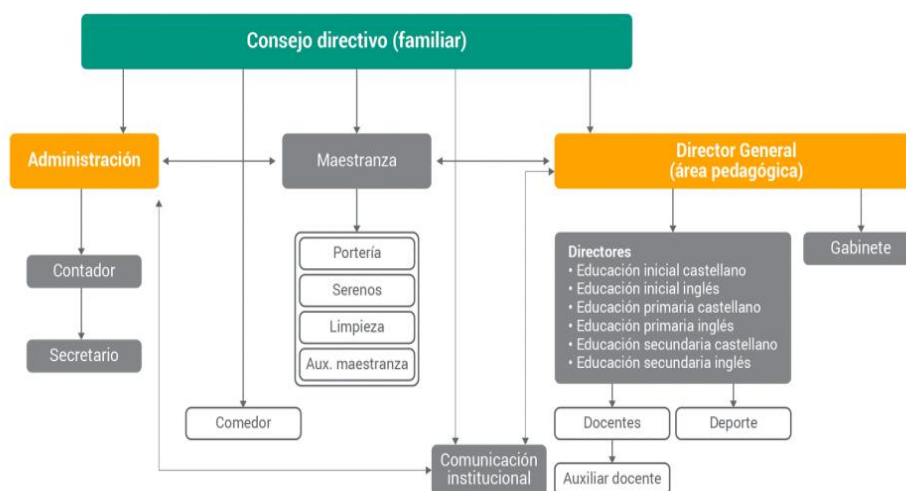 Consejo directivo (familiar)
Administración
Maestranza
Director General
(área pedagógica)
Contador
Secretario
Portería
Serenos
Limpieza
Aux. maestranza
Directores
• Educación inicial castellano
• Educación inicial inglés
• Educación primaria castellano
• Educación primaria inglés
• Educación secundaria castellano
• Educación secundaria inglés
Gabinete
Comedor
Docentes
Deporte
Comunicación
institucional
Auxiliar docente